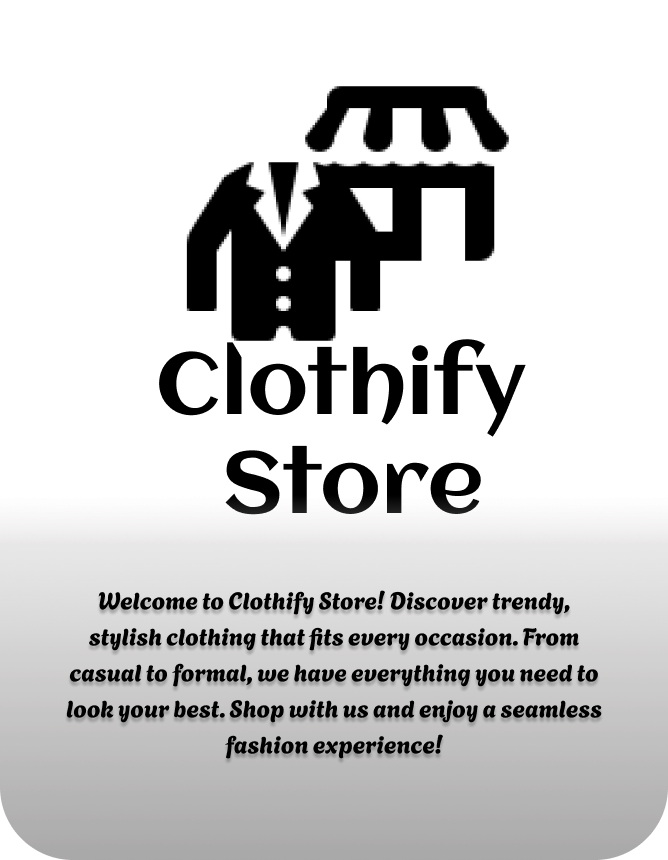 Clothify
Store
Welcome to Clothify Store! Discover trendy,
stylish clothing that fits every occasion. From
casual to formal, we have everything you need to
look your best. Shop with us and enjoy a seamless
fashion experience!